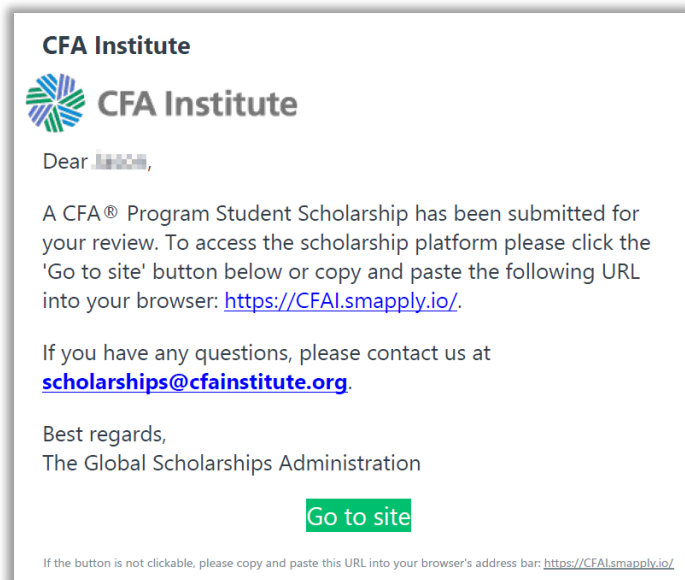 CFA Institute
CFA Institute
Dear ,
A CFA® Program Student Scholarship has been submitted for
your review. To access the scholarship platform please click the
'Go to site' button below or copy and paste the following URL
into your browser: https://CFAI.smapply.io/.
If you have any questions, please contact us at
scholarships@cfainstitute.org.
Best regards,
The Global Scholarships Administration
Go to site
If the button is not clickable, please copy and paste this URL into your browser's address bar: https://CFAI.smapply.io/